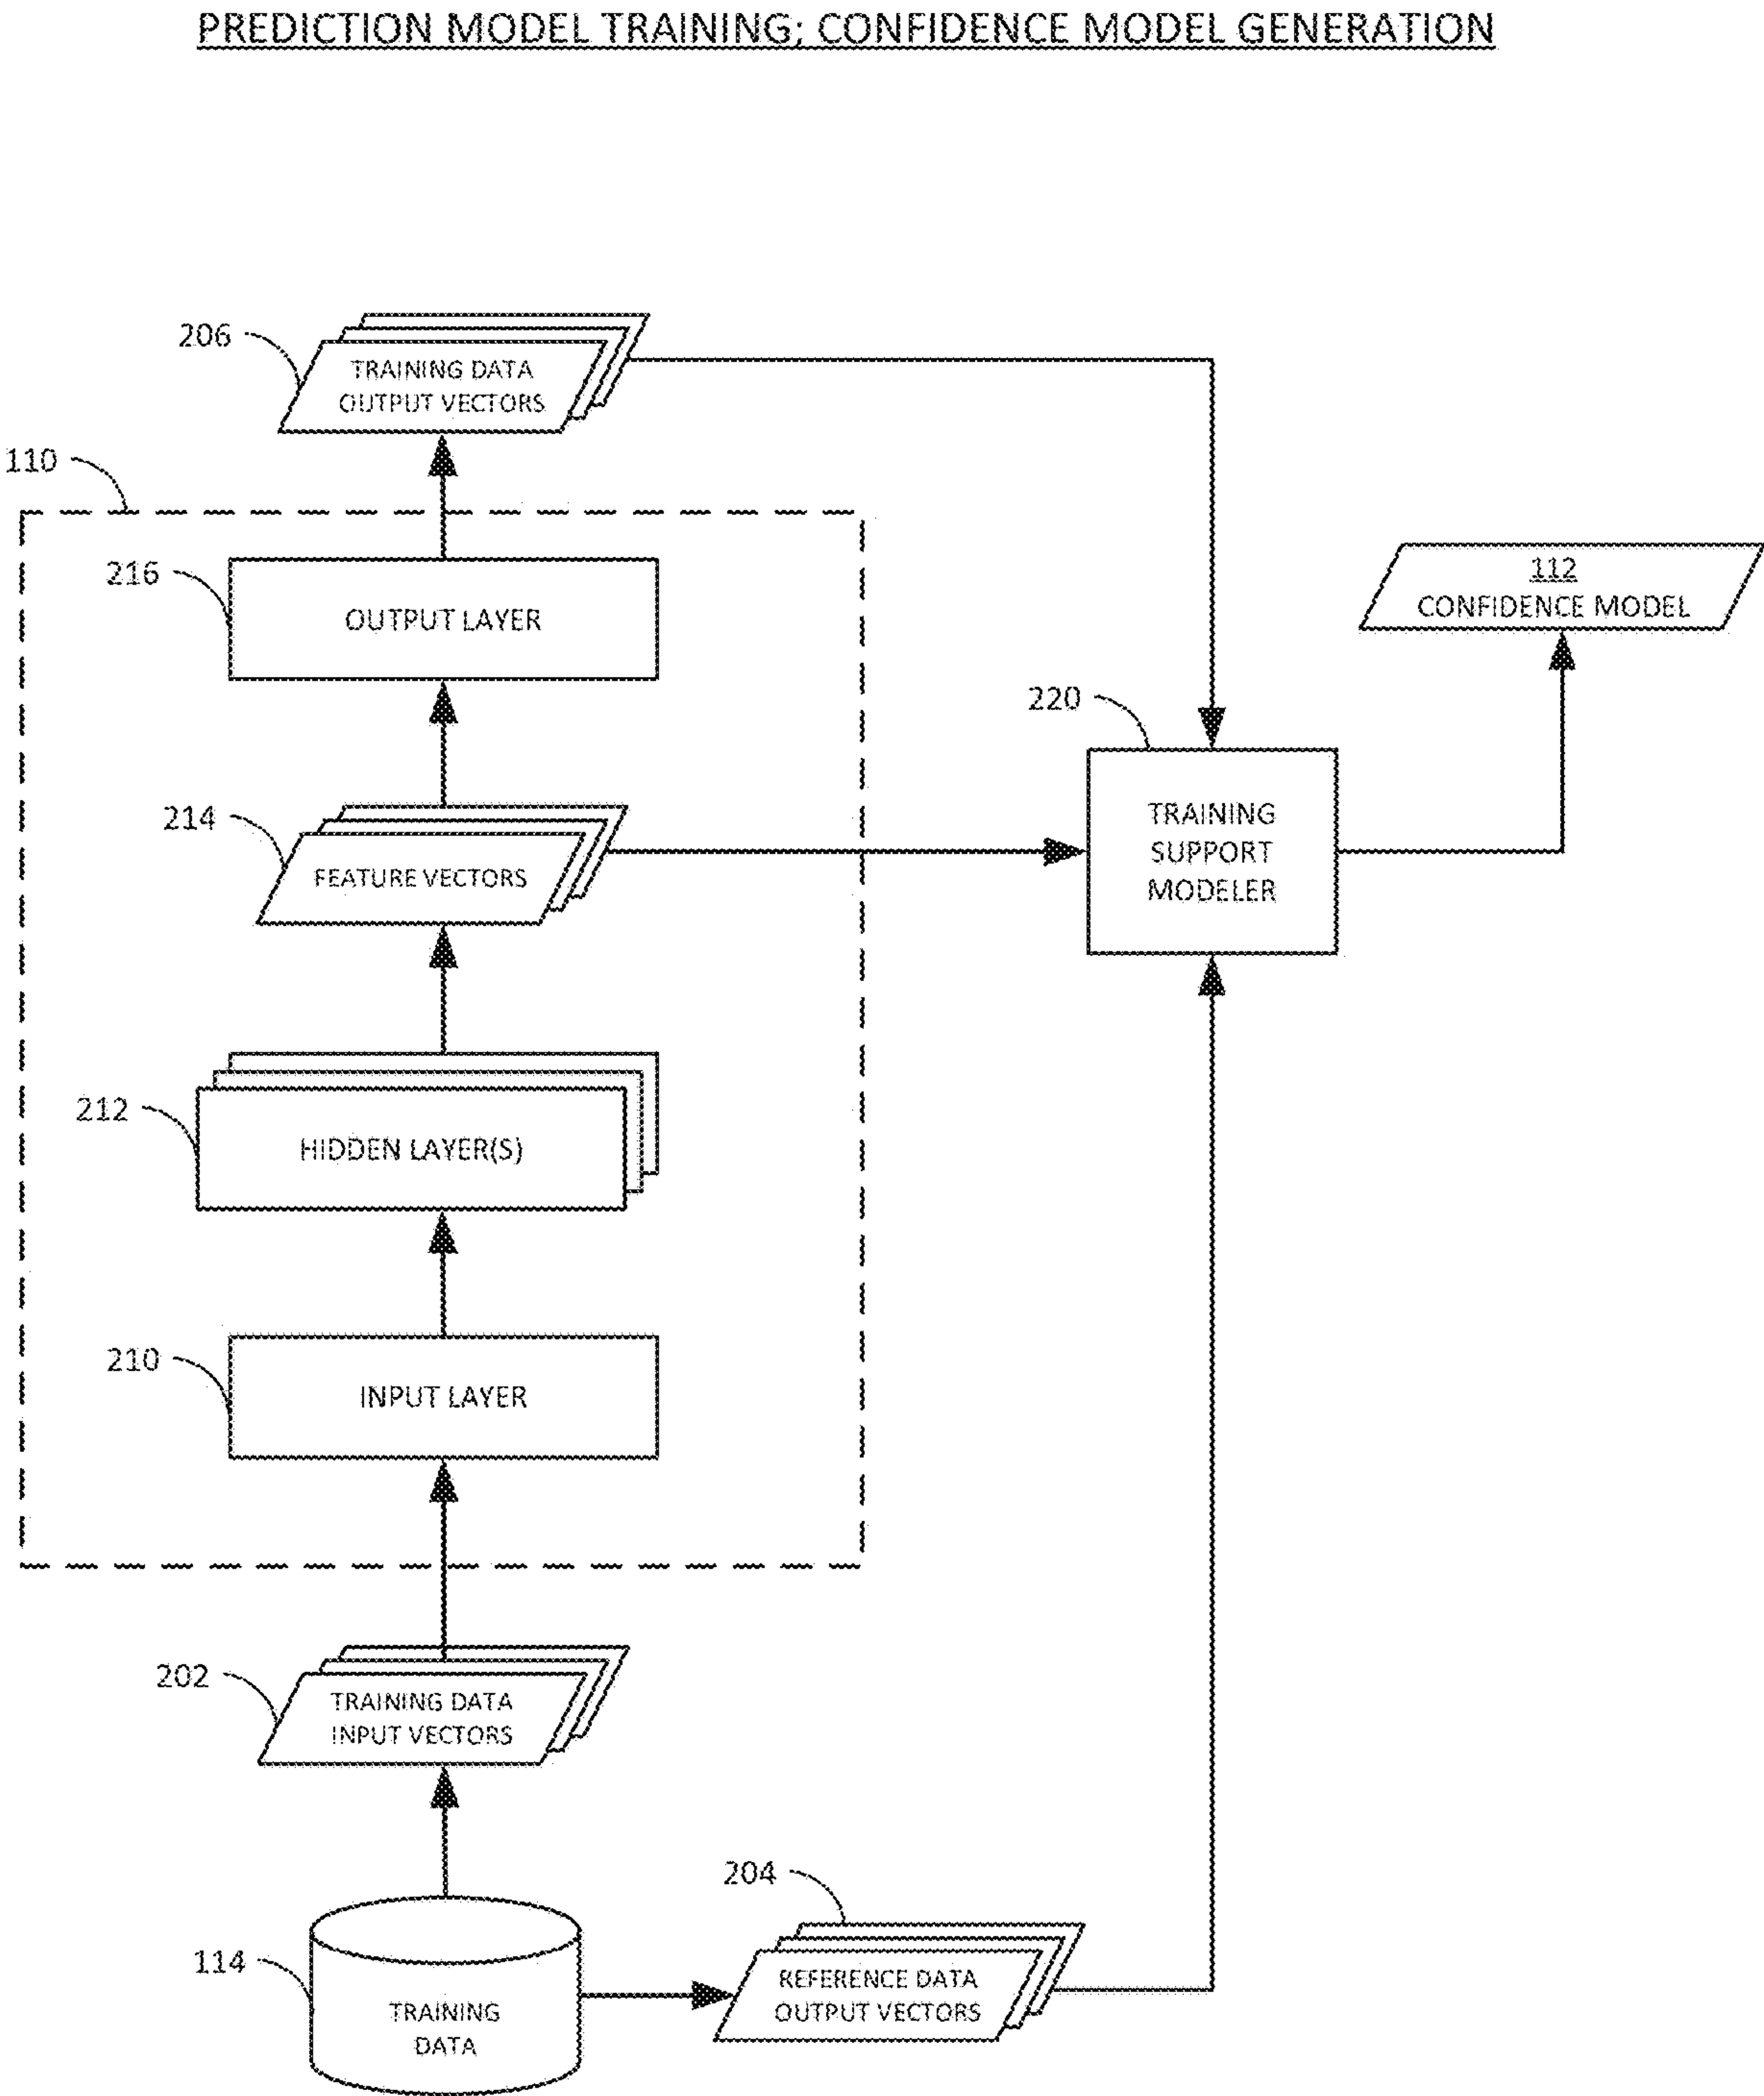 PREDICTION MODEL TRAINING; CONFIDENCE MODEL GENERATION
206
TRAINING DATA
OUTPUT VECTORS
110
216
OUTPUT LAYER
112
CONFIDENCE MODEL
220
TRAINING
SUPPORT
MODELER
214
FEATURE VECTORS
212
HIDDEN LAYER(S)
210
INPUT LAYER
202
TRAINING DATA
INPUT VECTORS
204
REFERENCE DATA
OUTPUT VECTORS
114
TRAINING
DATA